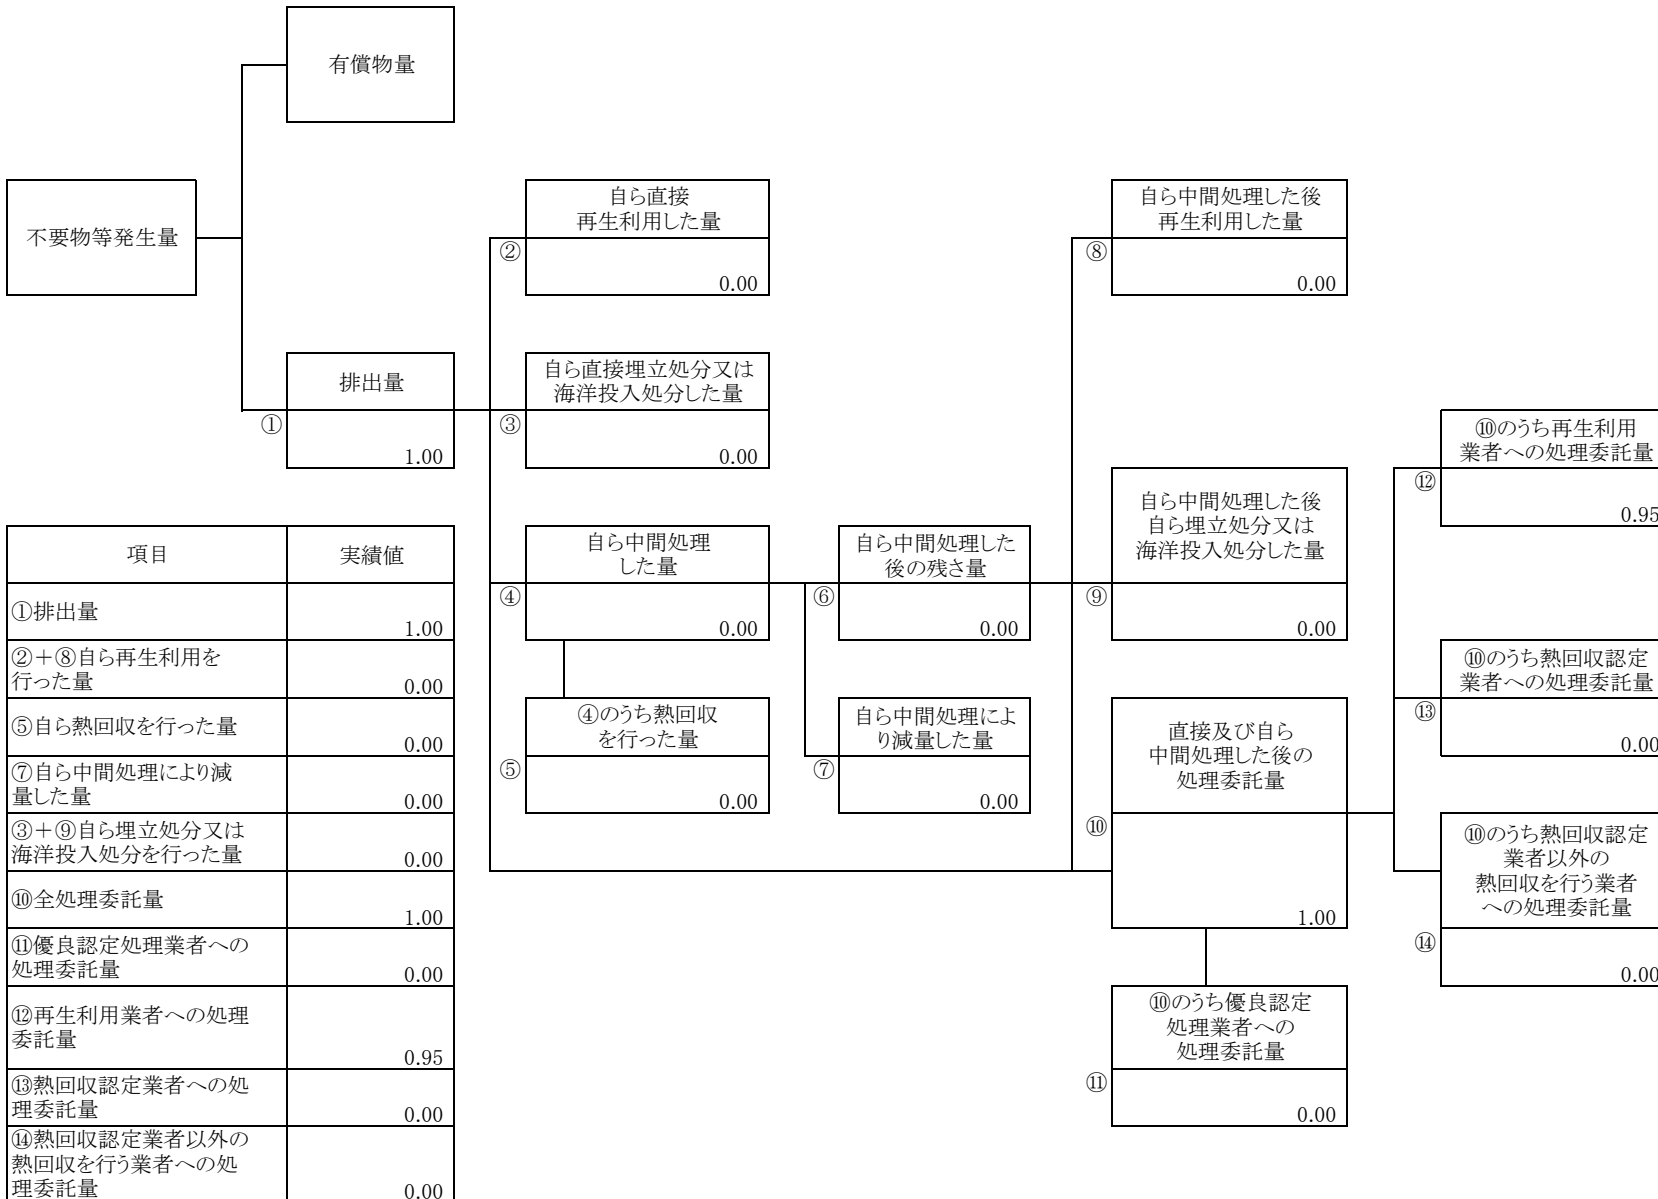 有償物量
不要物等発生量
排出量
①
1.00
自ら直接
再生利用した量
②
0.00
自ら直接埋立処分又は
海洋投入処分した量
③
0.00
自ら中間処理
した量
④
0.00
④のうち熱回収
を行った量
⑤
0.00
自ら中間処理した
後の残さ量
⑥
0.00
自ら中間処理によ
り減量した量
⑦
0.00
自ら中間処理した後
再生利用した量
⑧
0.00
自ら中間処理した後
自ら埋立処分又は
海洋投入処分した量
⑨
0.00
直接及び自ら
中間処理した後の
処理委託量
⑩
1.00
⑩のうち優良認定
処理業者への
処理委託量
⑪
0.00
⑩のうち再生利用
業者への処理委託量
⑫
0.95
⑩のうち熱回収認定
業者への処理委託量
⑬
0.00
⑩のうち熱回収認定
業者以外の
熱回収を行う業者
への処理委託量
⑭
0.00
項目 実績値
①排出量
1.00
②+⑧自ら再生利用を
行った量 0.00
⑤自ら熱回収を行った量
0.00
⑦自ら中間処理により減
量した量 0.00
③+⑨自ら埋立処分又は
海洋投入処分を行った量 0.00
⑩全処理委託量
1.00
⑪優良認定処理業者への
処理委託量 0.00
⑫再生利用業者への処理
委託量
0.95
⑬熱回収認定業者への処
理委託量 0.00
⑭熱回収認定業者以外の
熱回収を行う業者への処
理委託量 0.00